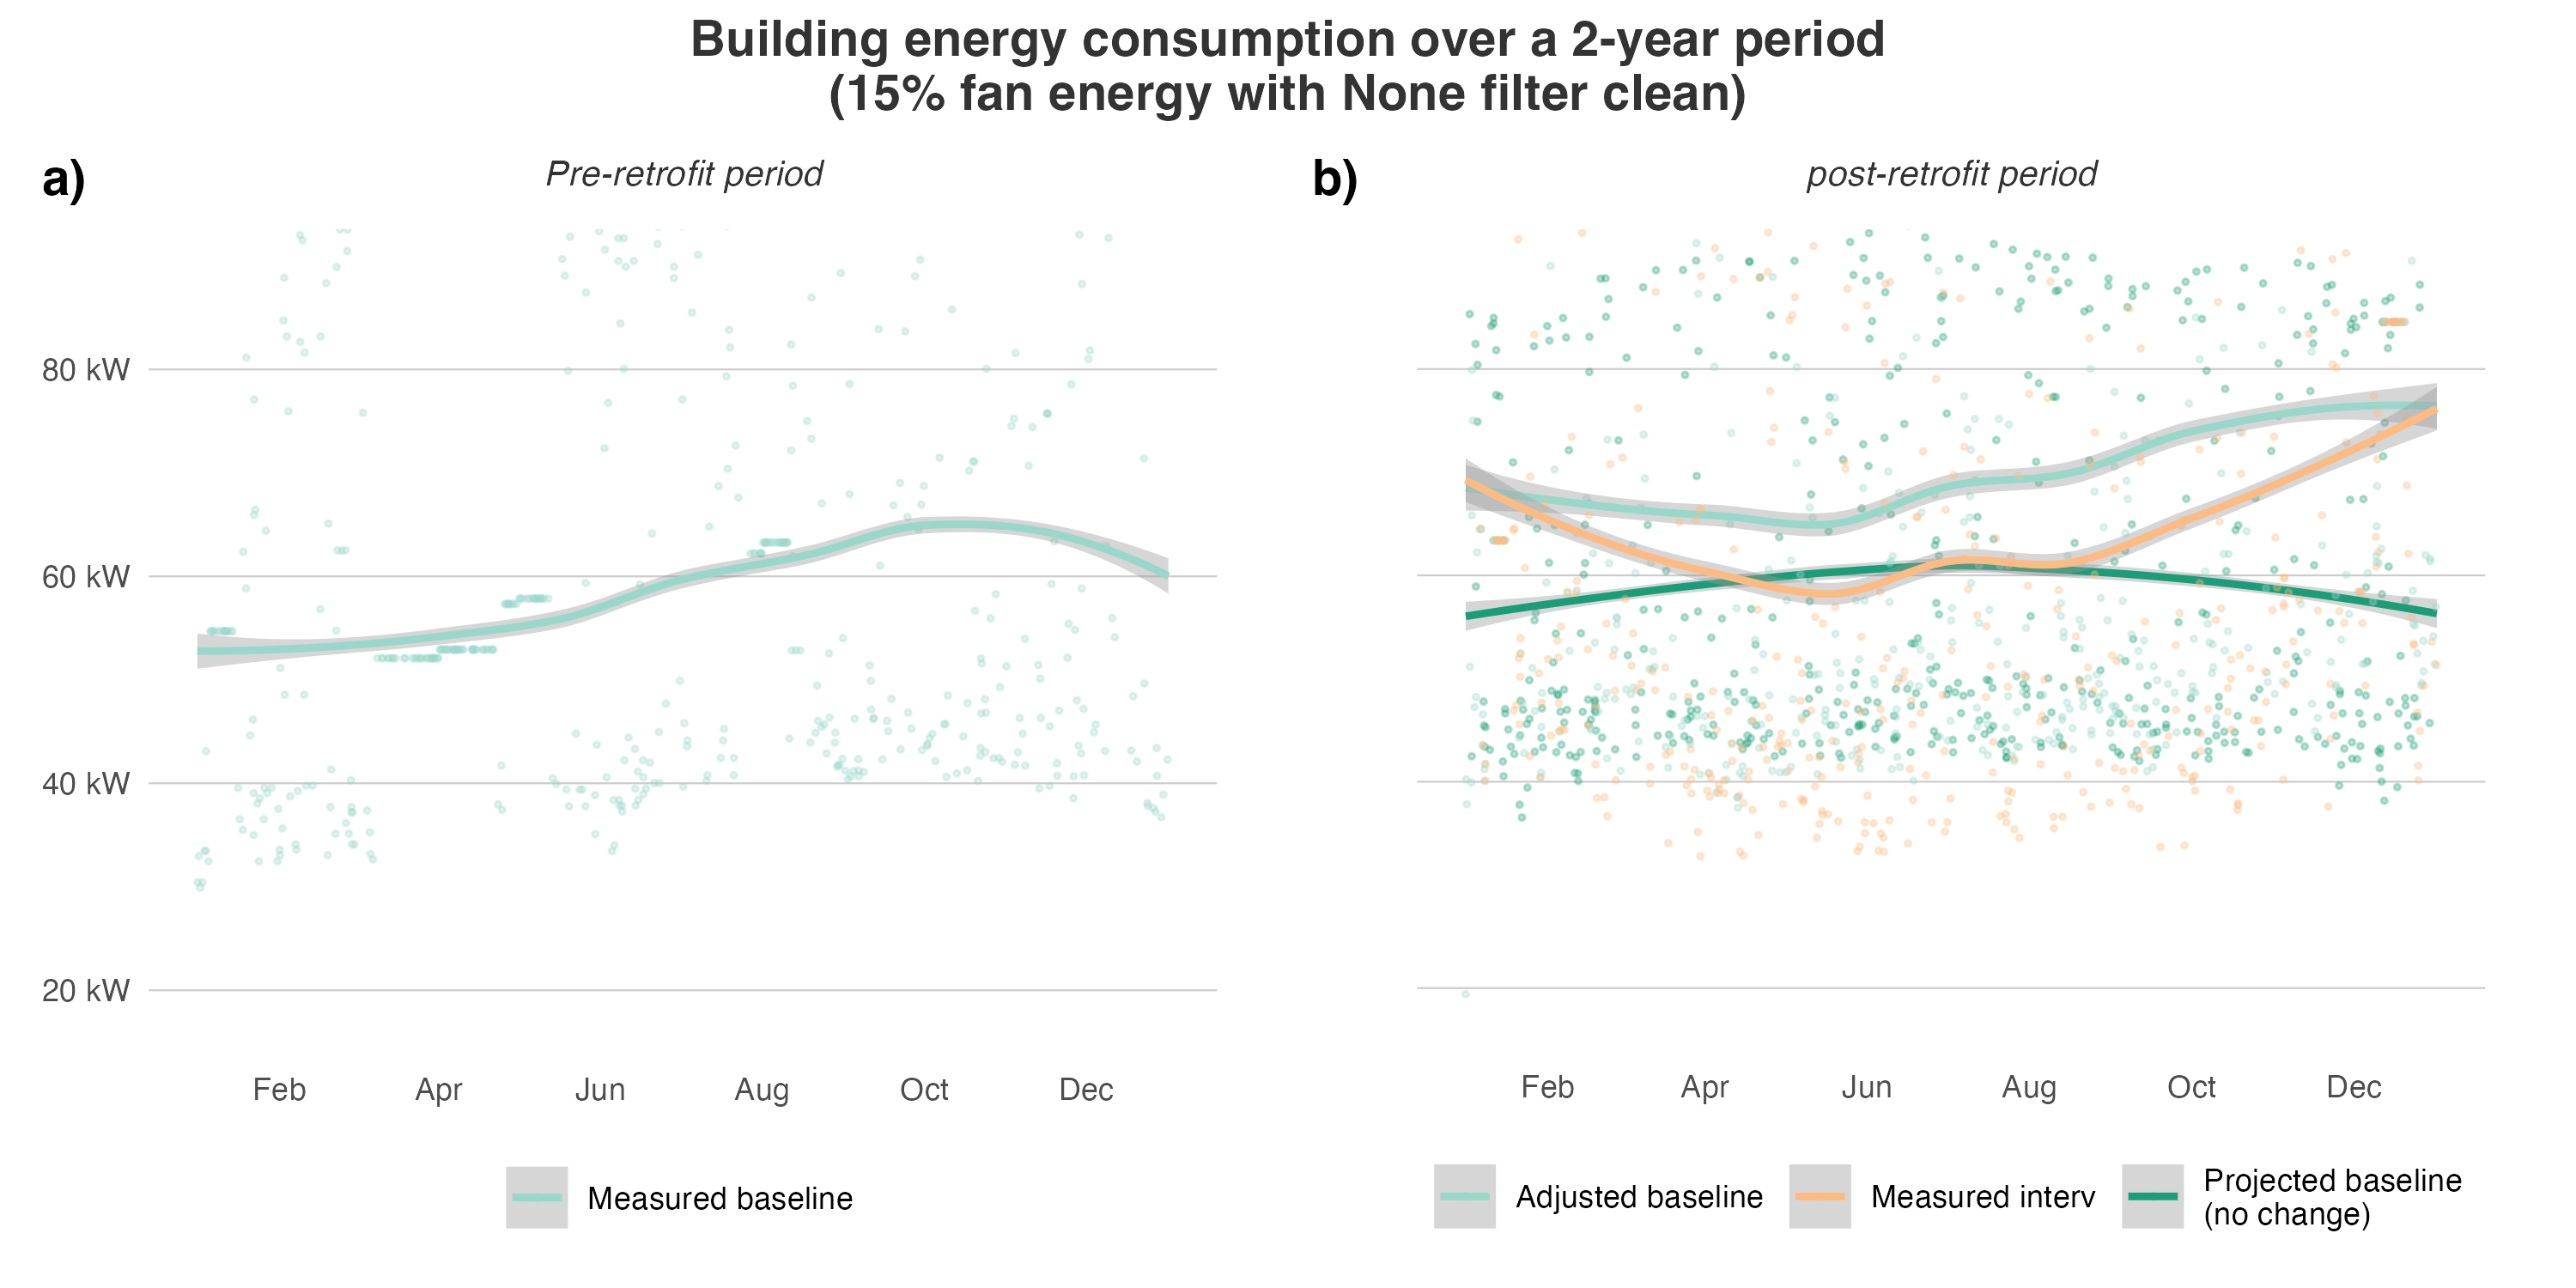 Building energy consumption over a 2-year period
(15% fan energy with None filter clean)
a)
Pre-retrofit period
80 kW
60 kW
40 kW
20 kW
Feb Apr Jun Aug Oct Dec
Measured baseline
b)
post-retrofit period
Feb Apr Jun Aug Oct Dec
Adjusted baseline
Measured interv
Projected baseline
(no change)